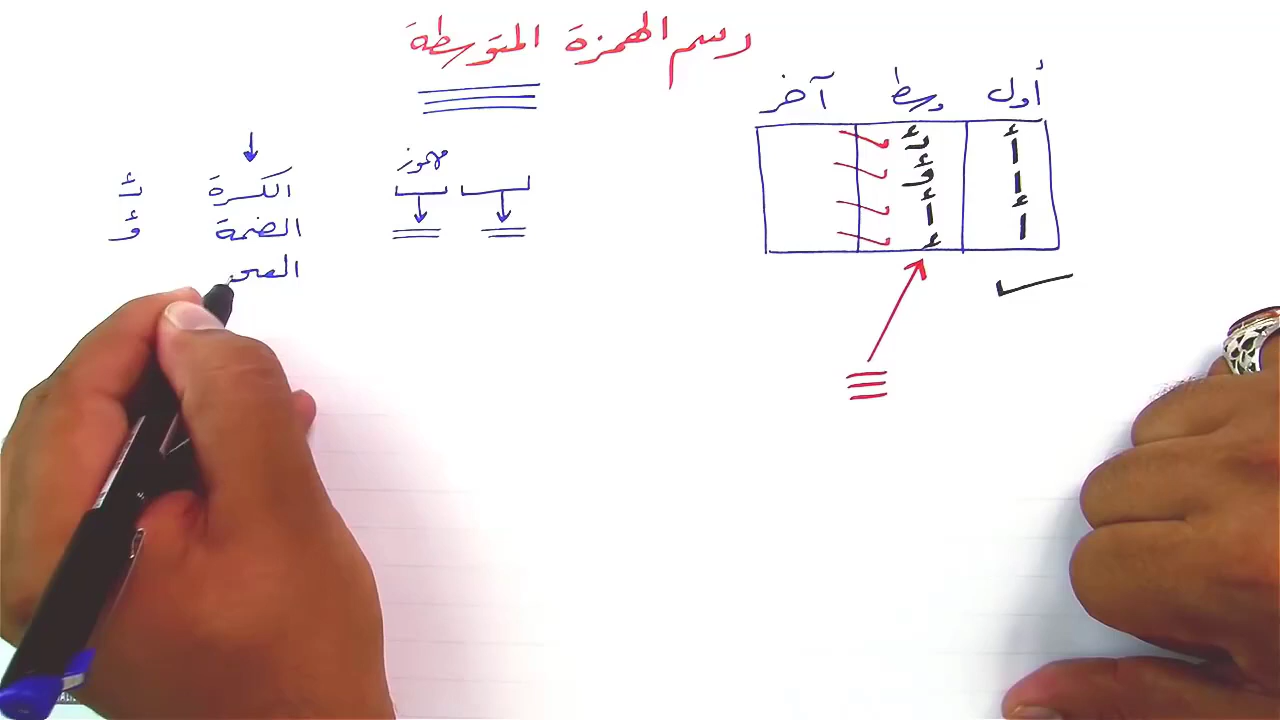 رسم الهمزة المتوسطة
أول وسط آخر
أ ئ
ا ؤ
أ أ
ا ء
مهموز
الكسرة ئ
الضمة ؤ